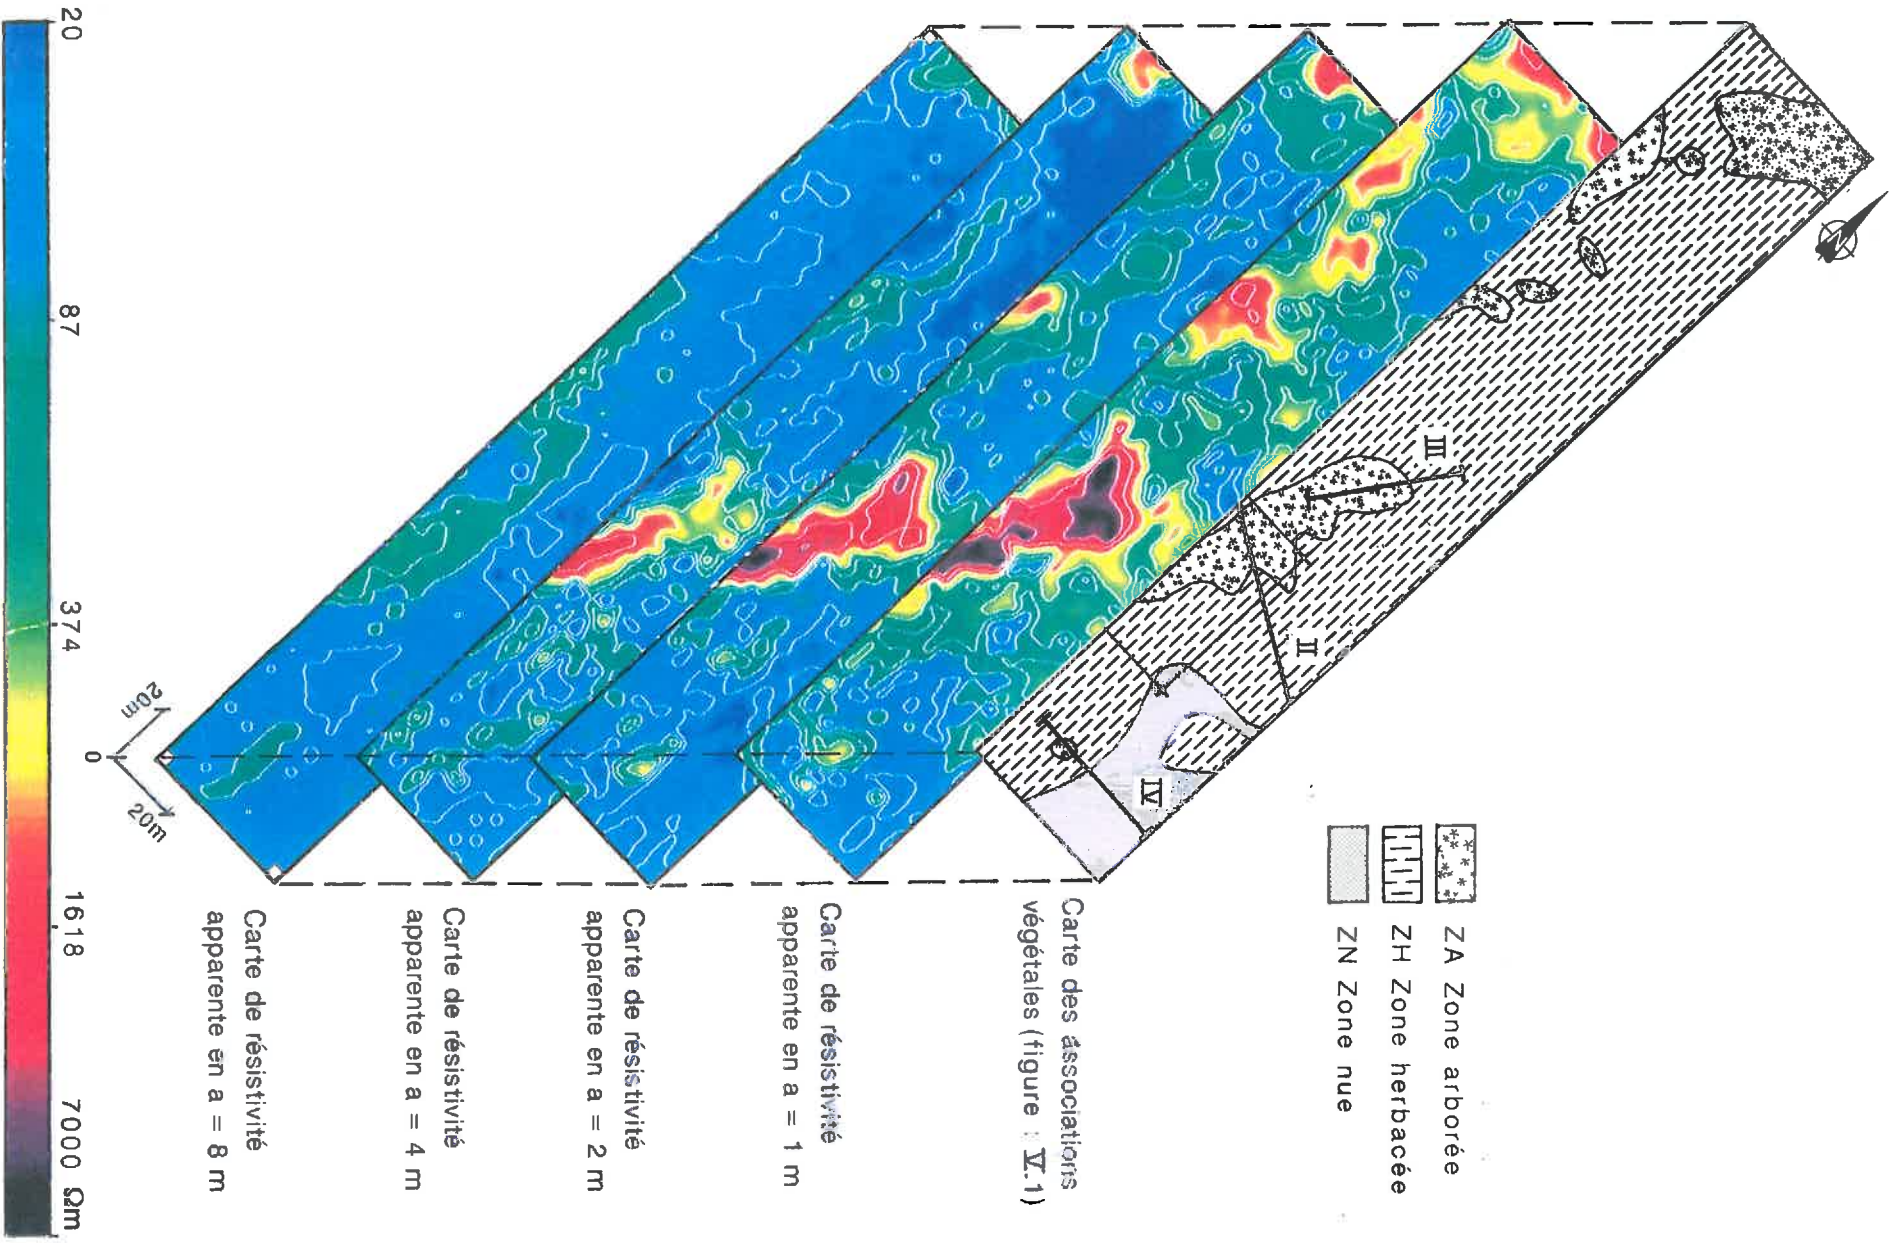 N
III
II
IV
ZA Zone arborée
ZH Zone herbacée
ZN Zone nue
Carte des associations
végétales (figure : V.1)
Carte de résistivité
apparente en a = 1 m
Carte de résistivité
apparente en a = 2 m
Carte de résistivité
apparente en a = 4 m
Carte de résistivité
apparente en a = 8 m
20m
0
20m
20
87
374
1618
7000 Ωm